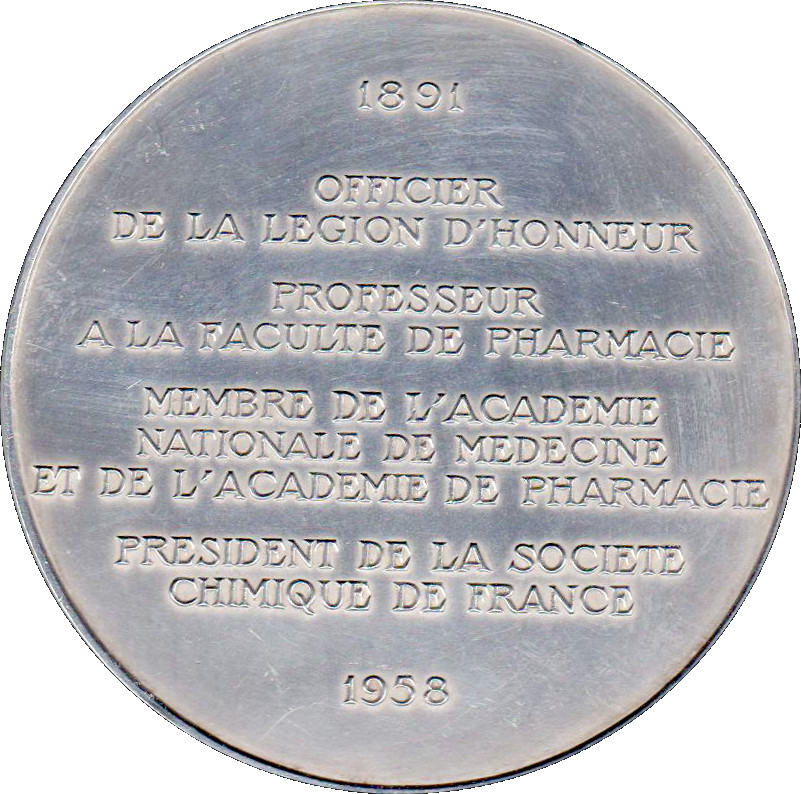 1891
OFFICIER
DE LA LEGION D'HONNEUR
PROFESSEUR
A LA FACULTE DE PHARMACIE
MEMBRE DE L'ACADEMIE
NATIONALE DE MEDECINE
ET DE L'ACADEMIE DE PHARMACIE
PRESIDENT DE LA SOCIETE
CHIMIQUE DE FRANCE
1958